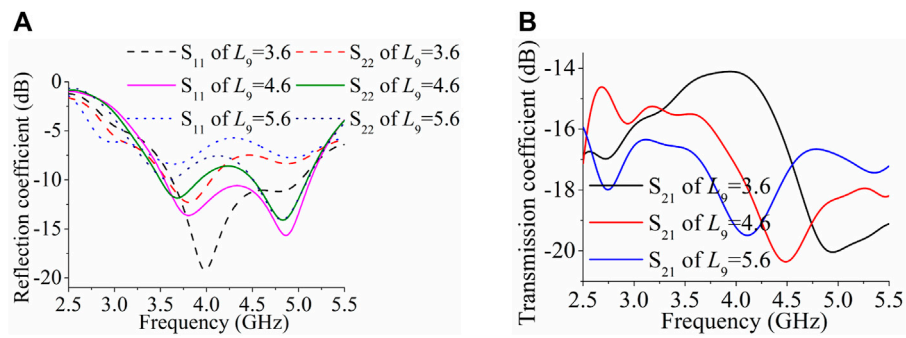 A
S11 of L9=3.6 S22 of L9=3.6
S11 of L9=4.6 S22 of L9=4.6
S11 of L9=5.6 S22 of L9=5.6
Reflection coefficient (dB)
0
-5
-10
-15
-20
2.5 3.0 3.5 4.0 4.5 5.0 5.5
Frequency (GHz)
B
Transmission coefficient (dB)
-14
-16
-18
-20
S21 of L9=3.6
S21 of L9=4.6
S21 of L9=5.6
2.5 3.0 3.5 4.0 4.5 5.0 5.5
Frequency (GHz)